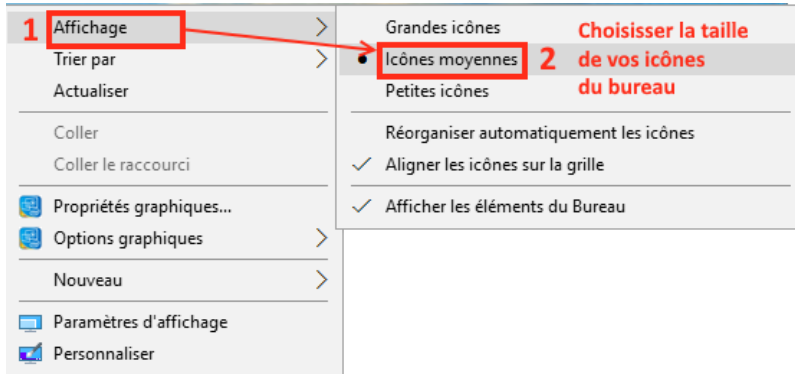 1 Affichage
Trier par
Actualiser
Coller
Coller le raccourci
Propriétés graphiques...
Options graphiques
Nouveau
Paramètres d'affichage
Personnaliser
Grandes icônes
Icônes moyennes
Petites icônes
Réorganiser automatiquement les icônes
Aligner les icônes sur la grille
Afficher les éléments du Bureau
2 Choisisser la taille
de vos icônes
du bureau